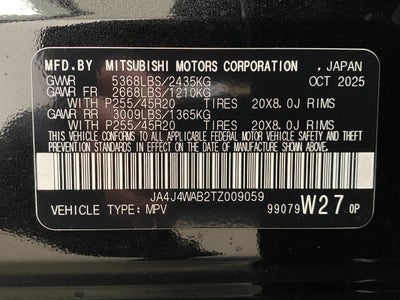 MFD.BY MITSUBISHI MOTORS CORPORATION , JAPAN
GVWR 5368LBS/2435KG OCT 2025
GAWR FR 2668LBS/1210KG
WITH P255/45R20 TIRES 20X8.0J RIMS
GAWR RR 3009LBS/1365KG
WITH P255/45R20 TIRES 20X8.0J RIMS
THIS VEHICLE CONFORMS TO ALL APPLICABLE FEDERAL MOTOR
VEHICLE SAFETY AND THEFT PREVENTION STANDARDS IN
EFFECT ON THE DATE OF MANUFACTURE SHOWN ABOVE.
JA4J4WAB2TZ009059
VEHICLE TYPE: MPV 99079 W27 0P